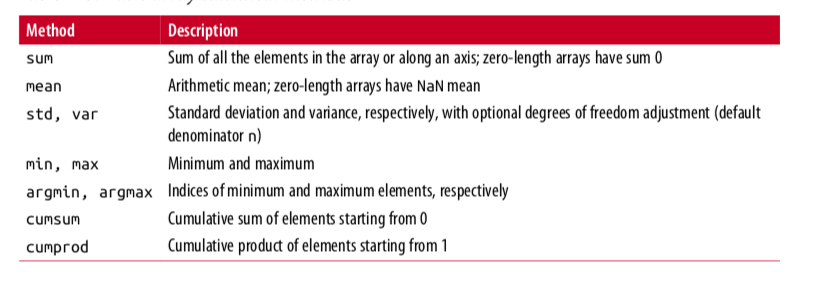 Method Description
sum Sum of all the elements in the array or along an axis; zero-length arrays have sum 0
mean Arithmetic mean; zero-length arrays have NaN mean
std, var Standard deviation and variance, respectively, with optional degrees of freedom adjustment (default
denominator n)
min, max Minimum and maximum
argmin, argmax Indices of minimum and maximum elements, respectively
cumsum Cumulative sum of elements starting from 0
cumprod Cumulative product of elements starting from 1